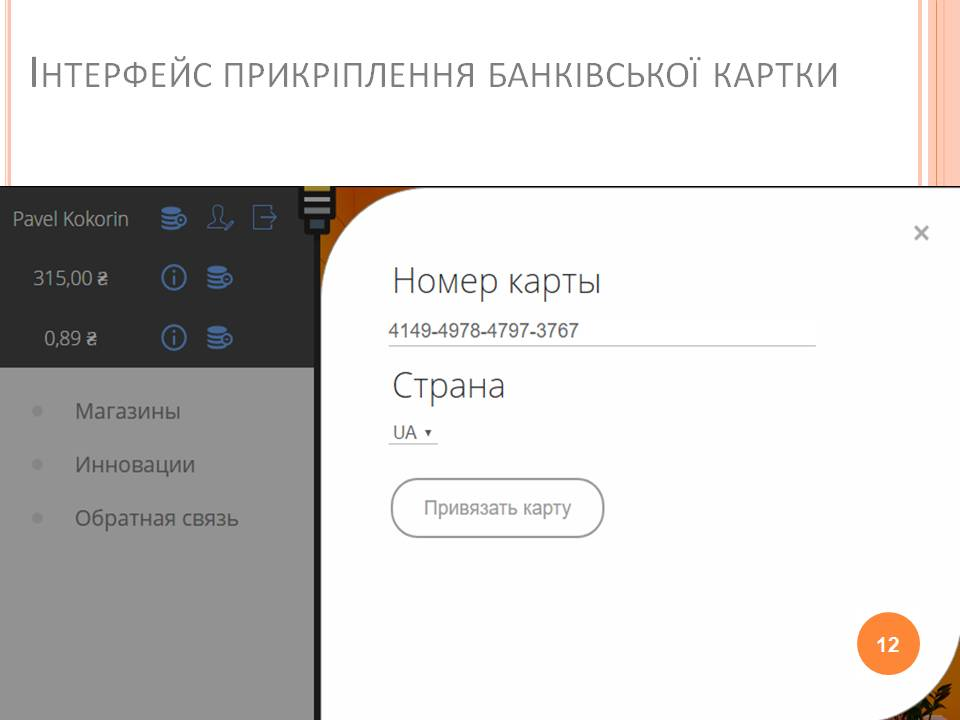 Інтерфейс прикріплення банківської картки
Pavel Kokorin
315,00 ₴
0,89 ₴
Магазины
Инновации
Обратная связь
Номер карты
4149-4978-4797-3767
Страна
UA
Привязать карту
12